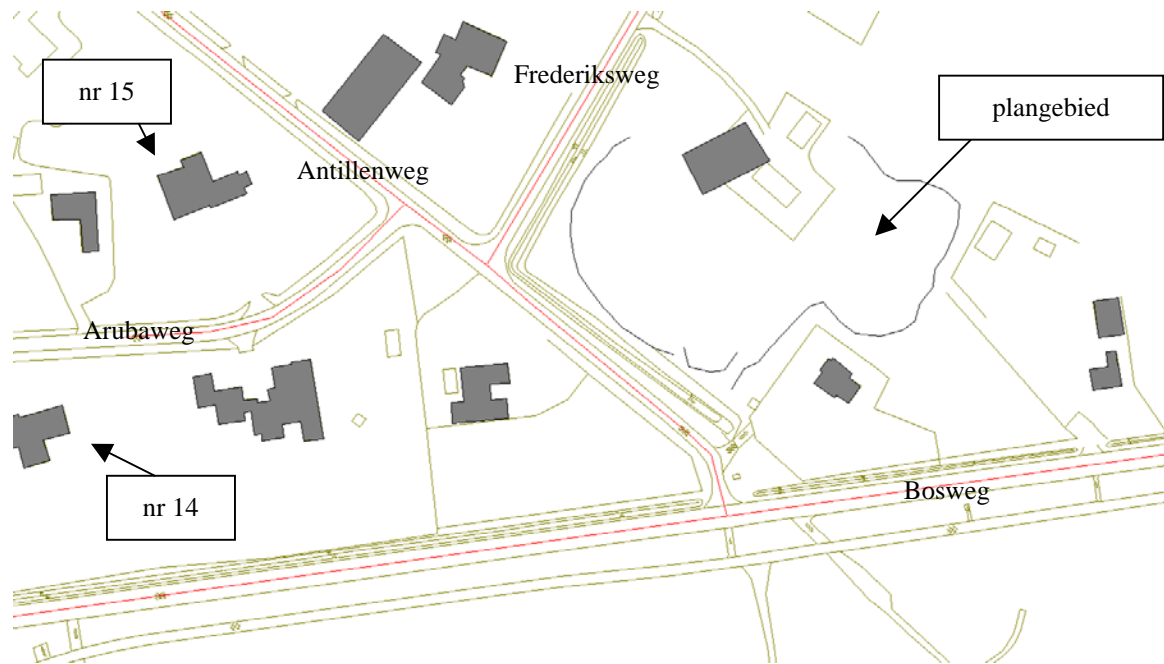 Frederiksweg
nr 15
plangebied
Antillenweg
Arubaweg
Bosweg
nr 14